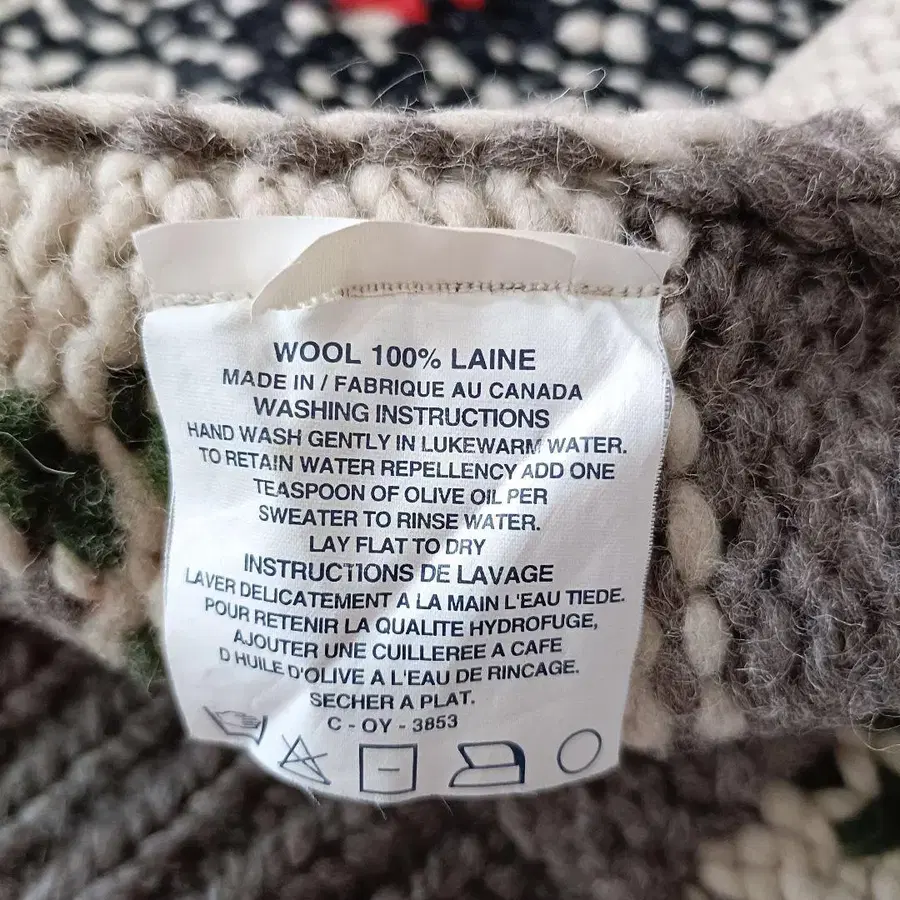 WOOL 100% LAINE
MADE IN / FABRIQUE AU CANADA
WASHING INSTRUCTIONS
HAND WASH GENTLY IN LUKEWARM WATER.
TO RETAIN WATER REPELLENCY ADD ONE
TEASPOON OF OLIVE OIL PER
SWEATER TO RINSE WATER.
LAY FLAT TO DRY
INSTRUCTIONS DE LAVAGE
LAVER DELICATEMENT A LA MAIN L'EAU TIEDE.
POUR RETENIR LA QUALITE HYDROFUGE,
AJOUTER UNE CUILLEREE A CAFE
D HUILE D'OLIVE A L'EAU DE RINCAGE.
SECHER A PLAT.
C - OY - 3853